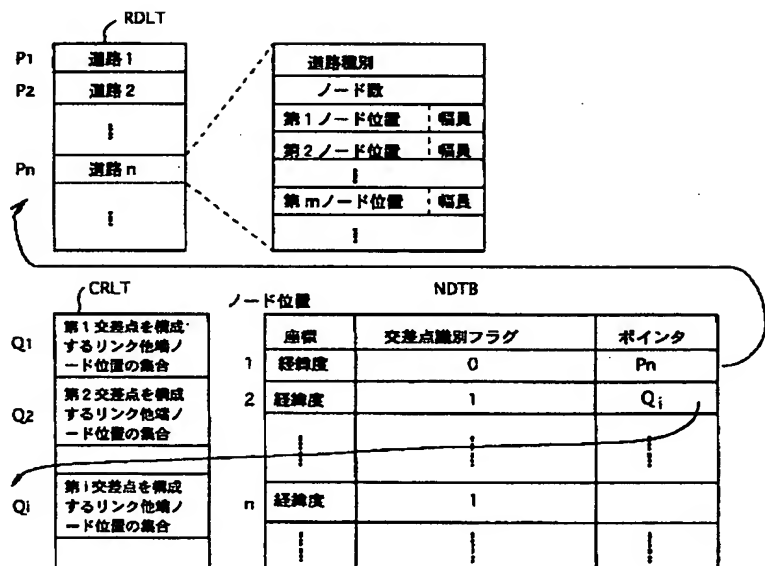 RDLT
P1 道路1
P2 道路2
Pn 道路n
道路種別
ノード数
第1ノード位置 幅員
第2ノード位置 幅員
第mノード位置 幅員
CRLT
Q1 第1交差点を構成
するリンク他端ノ
ード位置の集合
Q2 第2交差点を構成
するリンク他端ノ
ード位置の集合
Qi 第i交差点を構成
するリンク他端ノ
ード位置の集合
ノード位置 NDTB
座標 交差点識別フラグ ポインタ
1 経緯度 0 Pn
2 経緯度 1 Qi
n 経緯度 1